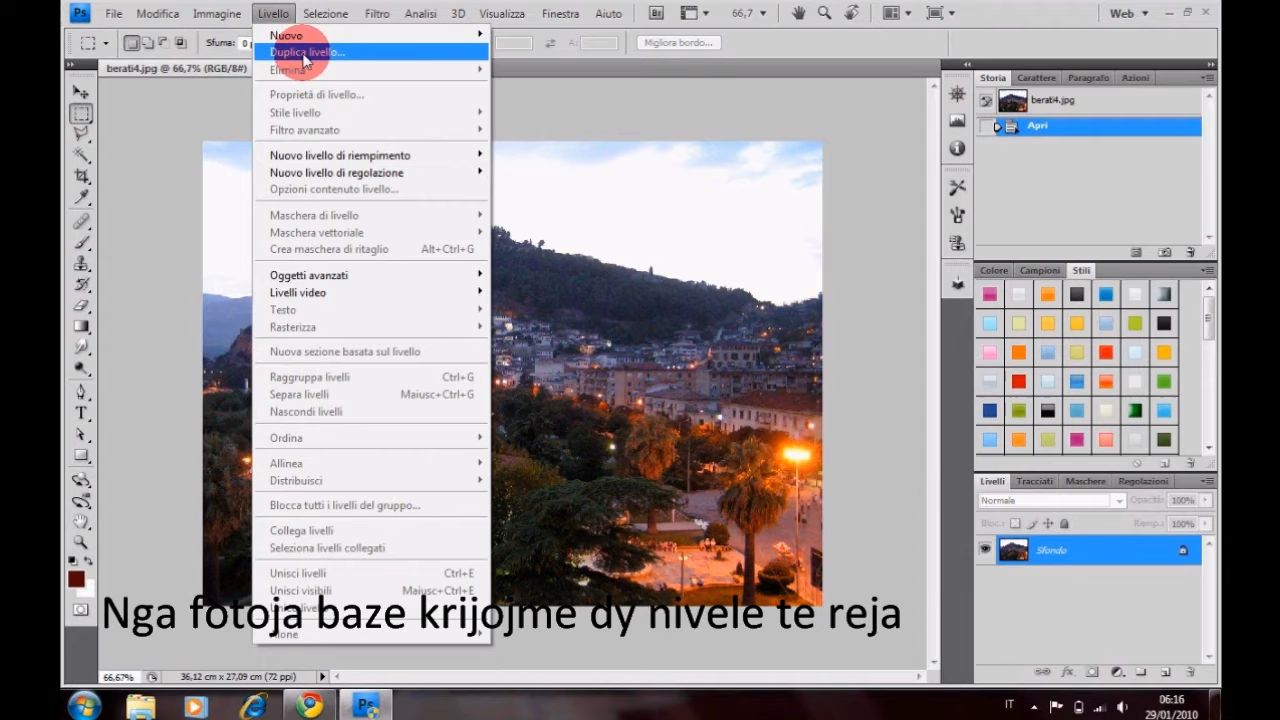 Ps File Modifica Immagine Livello Selezione Filtro Analisi 3D Visualizza Finestra Aiuto Br 66,7 Web
Sfuma: Migliora bordo...
berati4.jpg @ 66,7% (RGB/8#)
Nuovo
Duplica livello...
Elimina
Proprietà di livello...
Stile livello
Filtro avanzato
Nuovo livello di riempimento
Nuovo livello di regolazione
Opzioni contenuto livello...
Maschera di livello
Maschera vettoriale
Crea maschera di ritaglio Alt+Ctrl+G
Oggetti avanzati
Livelli video
Testo
Rasterizza
Nuova sezione basata sul livello
Raggruppa livelli Ctrl+G
Separa livelli Maiusc+Ctrl+G
Nascondi livelli
Ordina
Allinea
Distribuisci
Blocca tutti i livelli del gruppo...
Collega livelli
Seleziona livelli collegati
Unisci livelli Ctrl+E
Unisci visibili Maiusc+Ctrl+E
Nga fotoja baze krijojme dy nivele te reja
Storia Carattere Paragrafo Azioni
berati4.jpg
Apri
Colore Campioni Stili
Livelli Tracciati Maschere Regolazioni
Normale Opacità: 100%
Bloc.: Riemp.: 100%
Sfondo
66,67% 36,12 cm x 27,09 cm (72 ppi)
Ps IT 06:16
29/01/2010